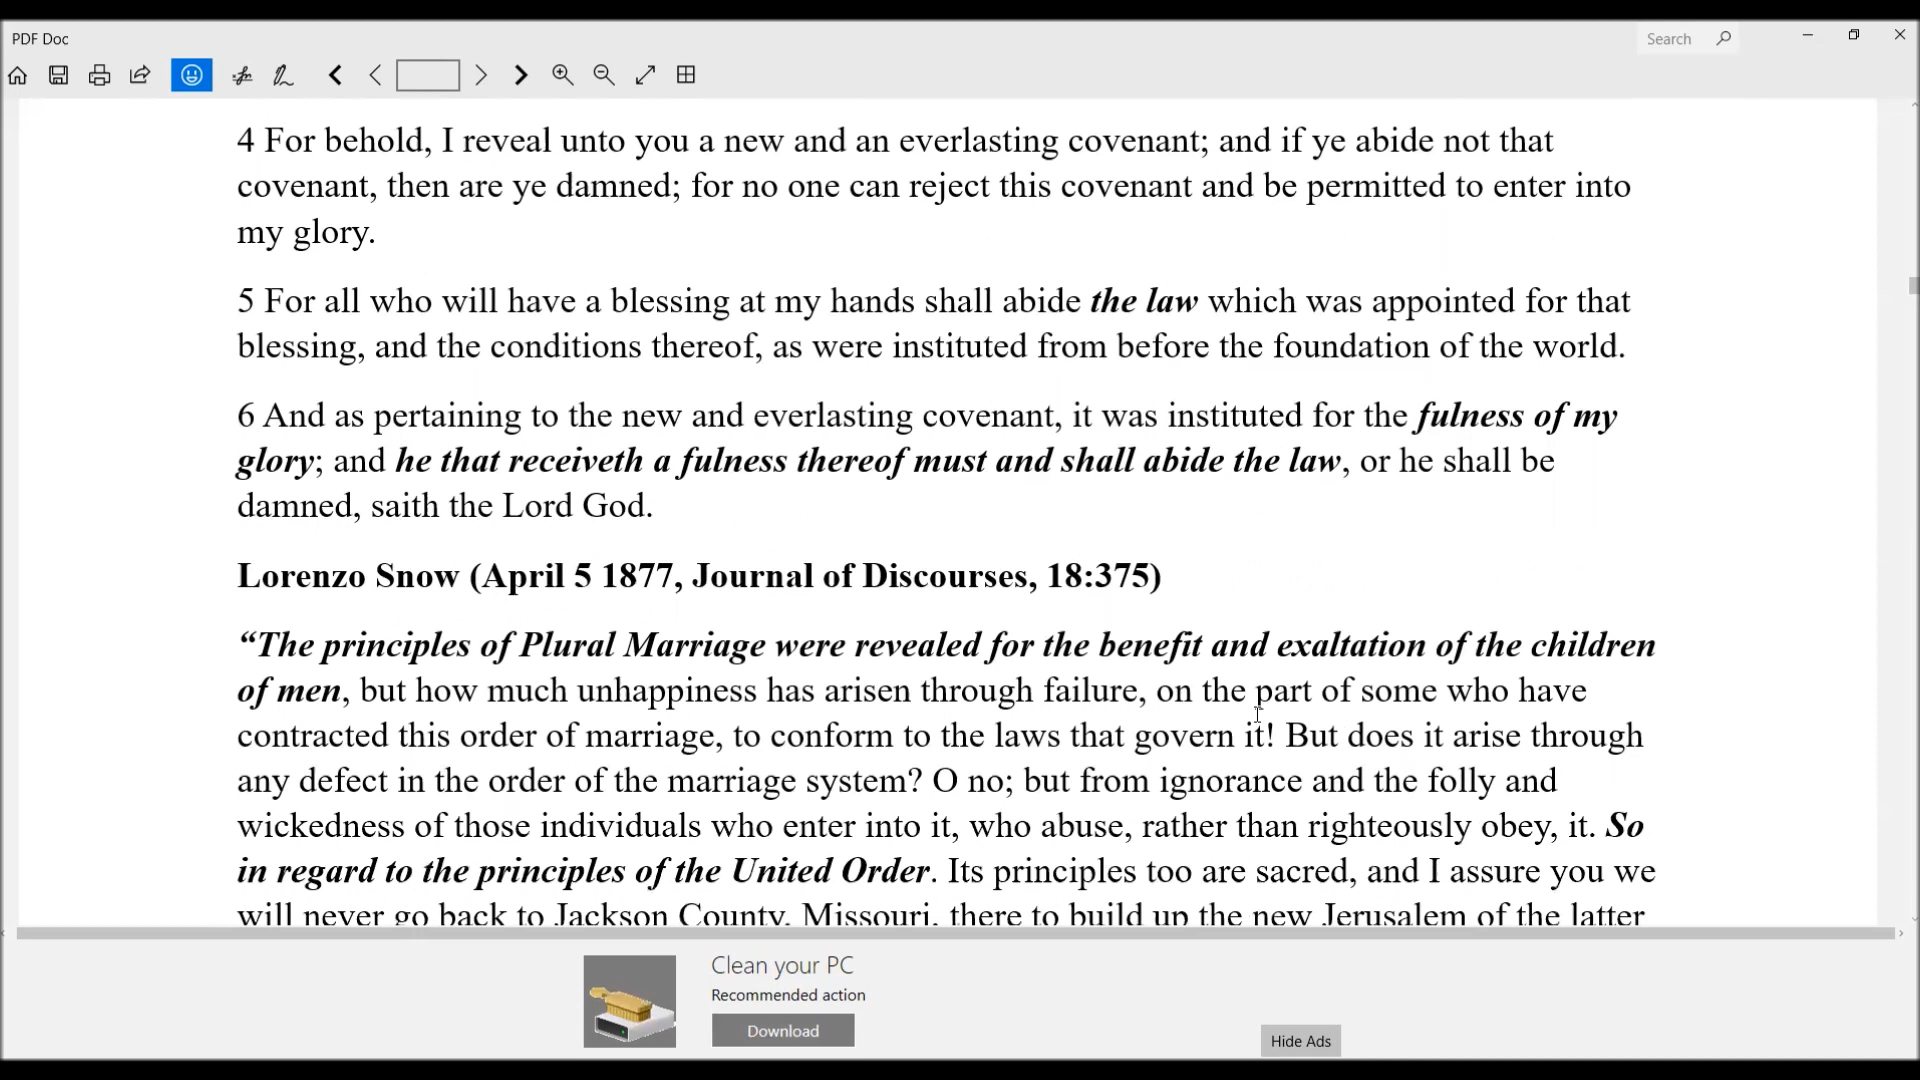 PDF Doc
Search
4 For behold, I reveal unto you a new and an everlasting covenant; and if ye abide not that
covenant, then are ye damned; for no one can reject this covenant and be permitted to enter into
my glory.
5 For all who will have a blessing at my hands shall abide the law which was appointed for that
blessing, and the conditions thereof, as were instituted from before the foundation of the world.
6 And as pertaining to the new and everlasting covenant, it was instituted for the fulness of my
glory; and he that receiveth a fulness thereof must and shall abide the law, or he shall be
damned, saith the Lord God.
Lorenzo Snow (April 5 1877, Journal of Discourses, 18:375)
“The principles of Plural Marriage were revealed for the benefit and exaltation of the children
of men, but how much unhappiness has arisen through failure, on the part of some who have
contracted this order of marriage, to conform to the laws that govern it! But does it arise through
any defect in the order of the marriage system? O no; but from ignorance and the folly and
wickedness of those individuals who enter into it, who abuse, rather than righteously obey, it. So
in regard to the principles of the United Order. Its principles too are sacred, and I assure you we
will never go back to Jackson County, Missouri, there to build up the new Jerusalem of the latter
Clean your PC
Recommended action
Download
Hide Ads